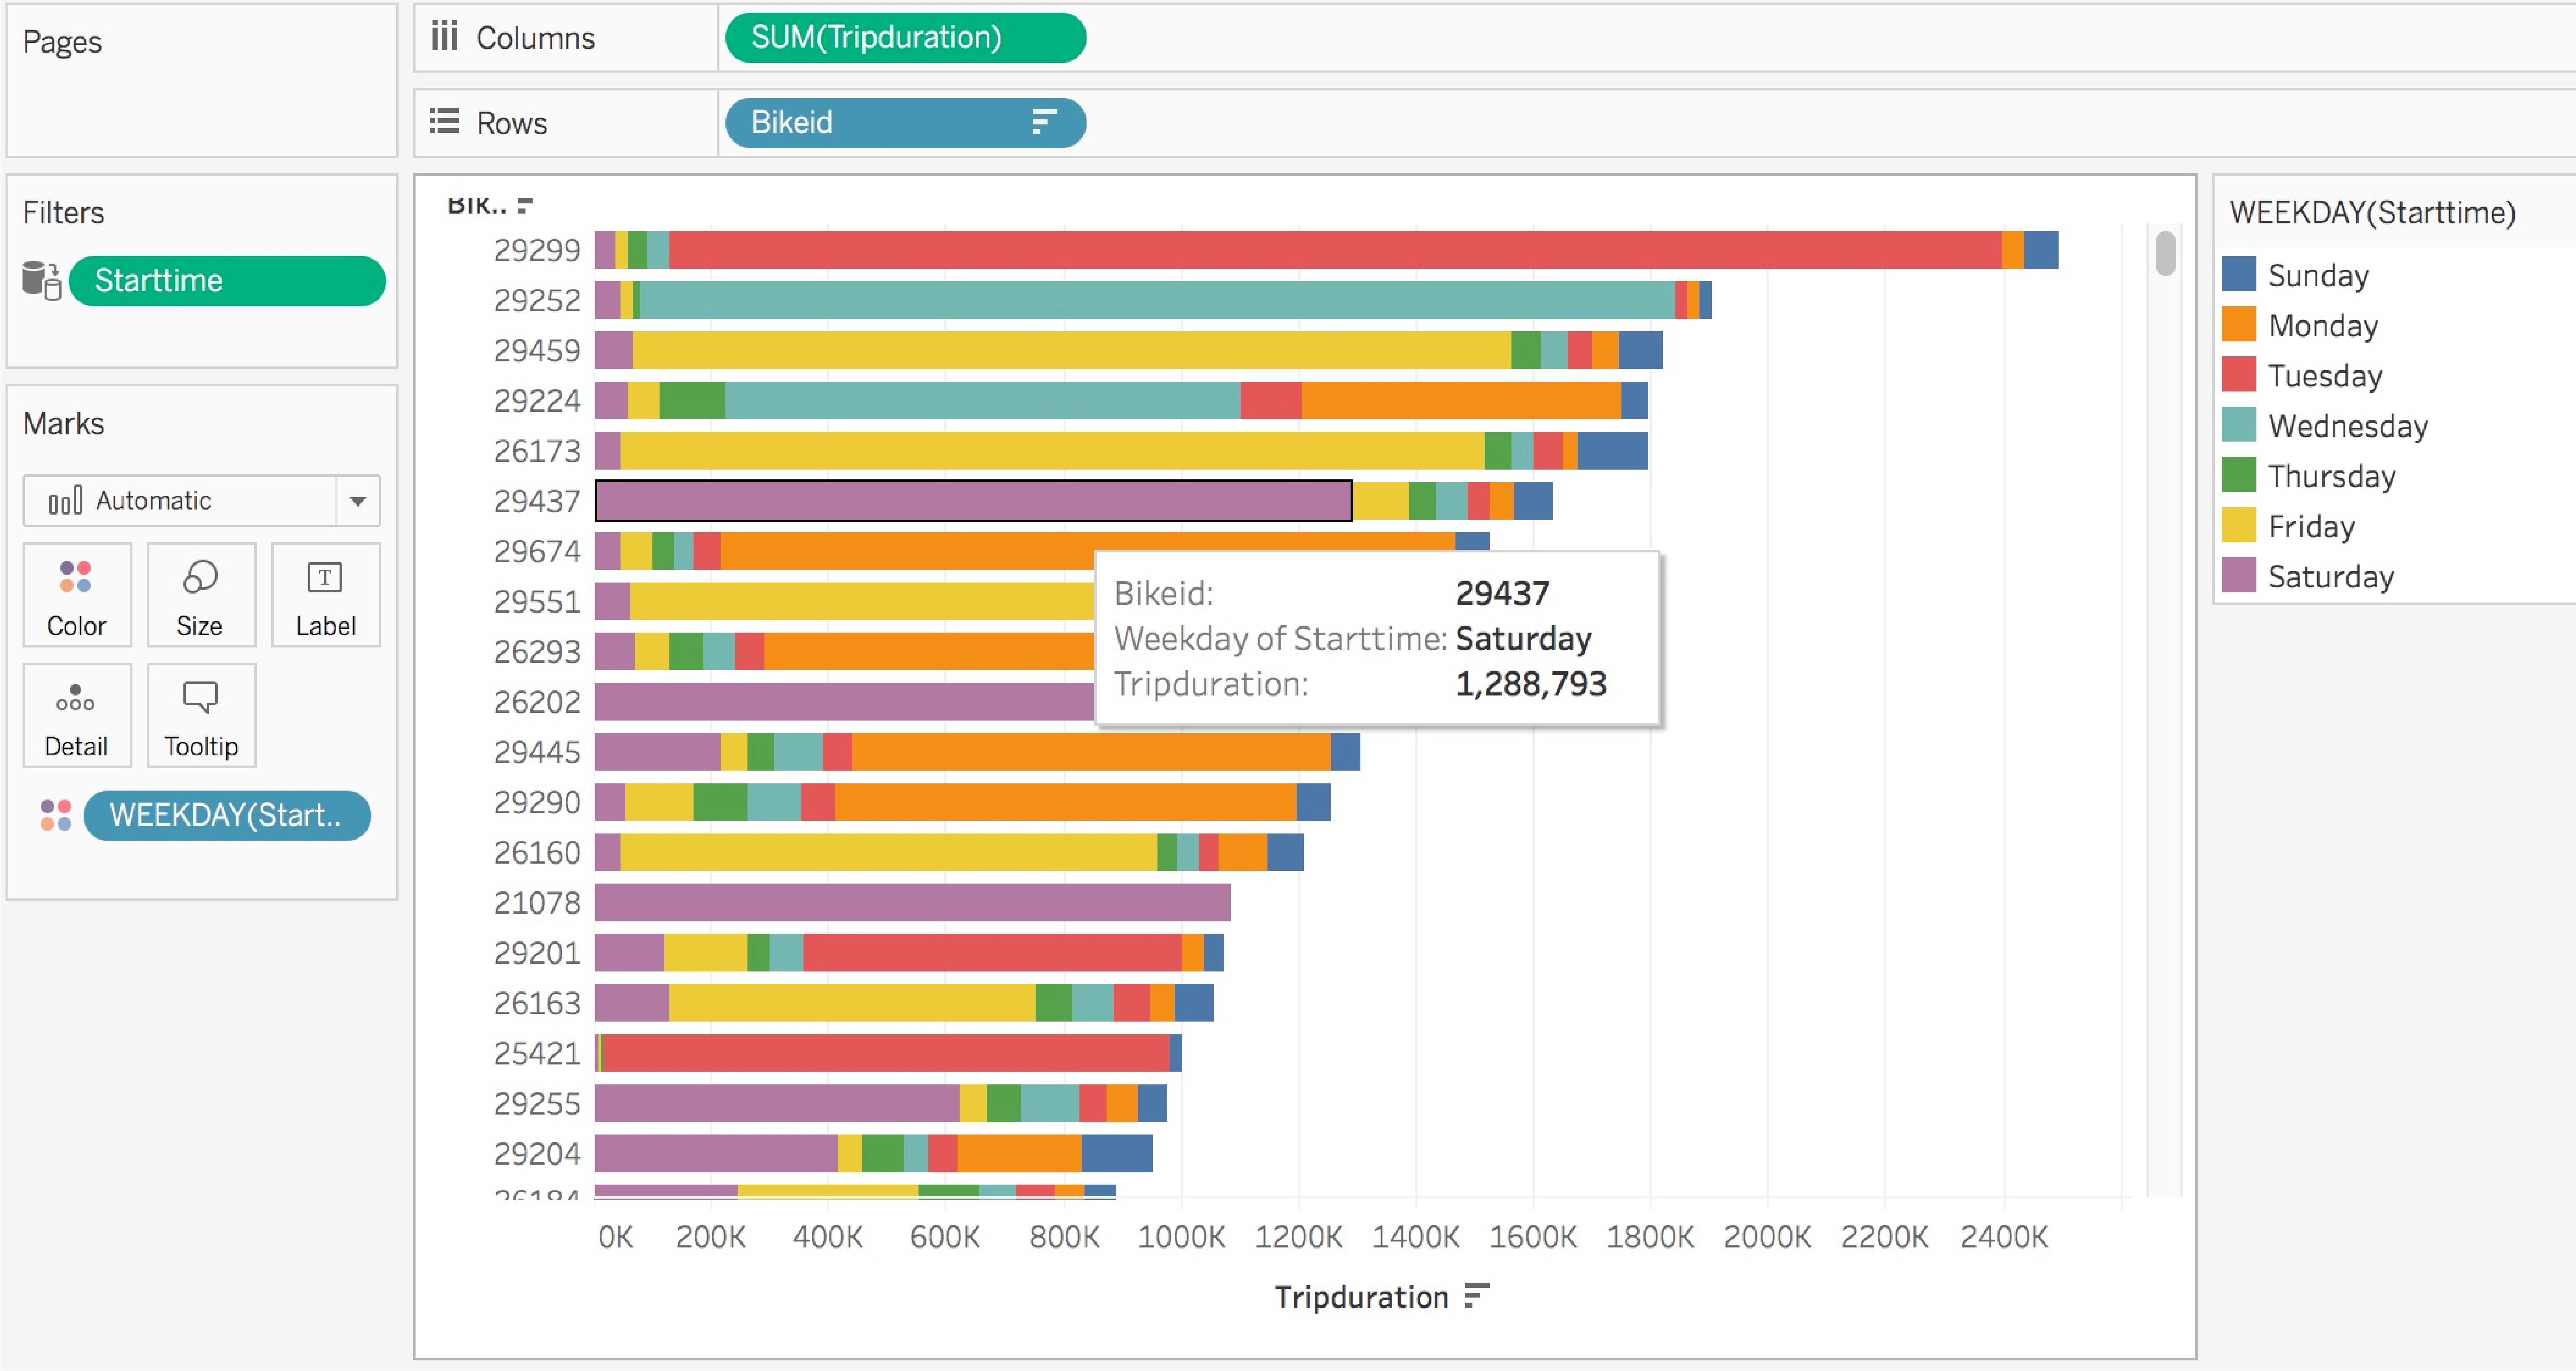 Pages
Columns
SUM(Tripduration)
Rows
Bikeid
Filters
Starttime
Marks
Automatic
Color
Size
T
Label
Detail
Tooltip
WEEKDAY(Start..
BIK..
29299
29252
29459
29224
26173
29437
29674
29551
26293
26202
29445
29290
26160
21078
29201
26163
25421
29255
29204
26184
Bikeid: 29437
Weekday of Starttime: Saturday
Tripduration: 1,288,793
0K 200K 400K 600K 800K 1000K 1200K 1400K 1600K 1800K 2000K 2200K 2400K
Tripduration
WEEKDAY(Starttime)
Sunday
Monday
Tuesday
Wednesday
Thursday
Friday
Saturday